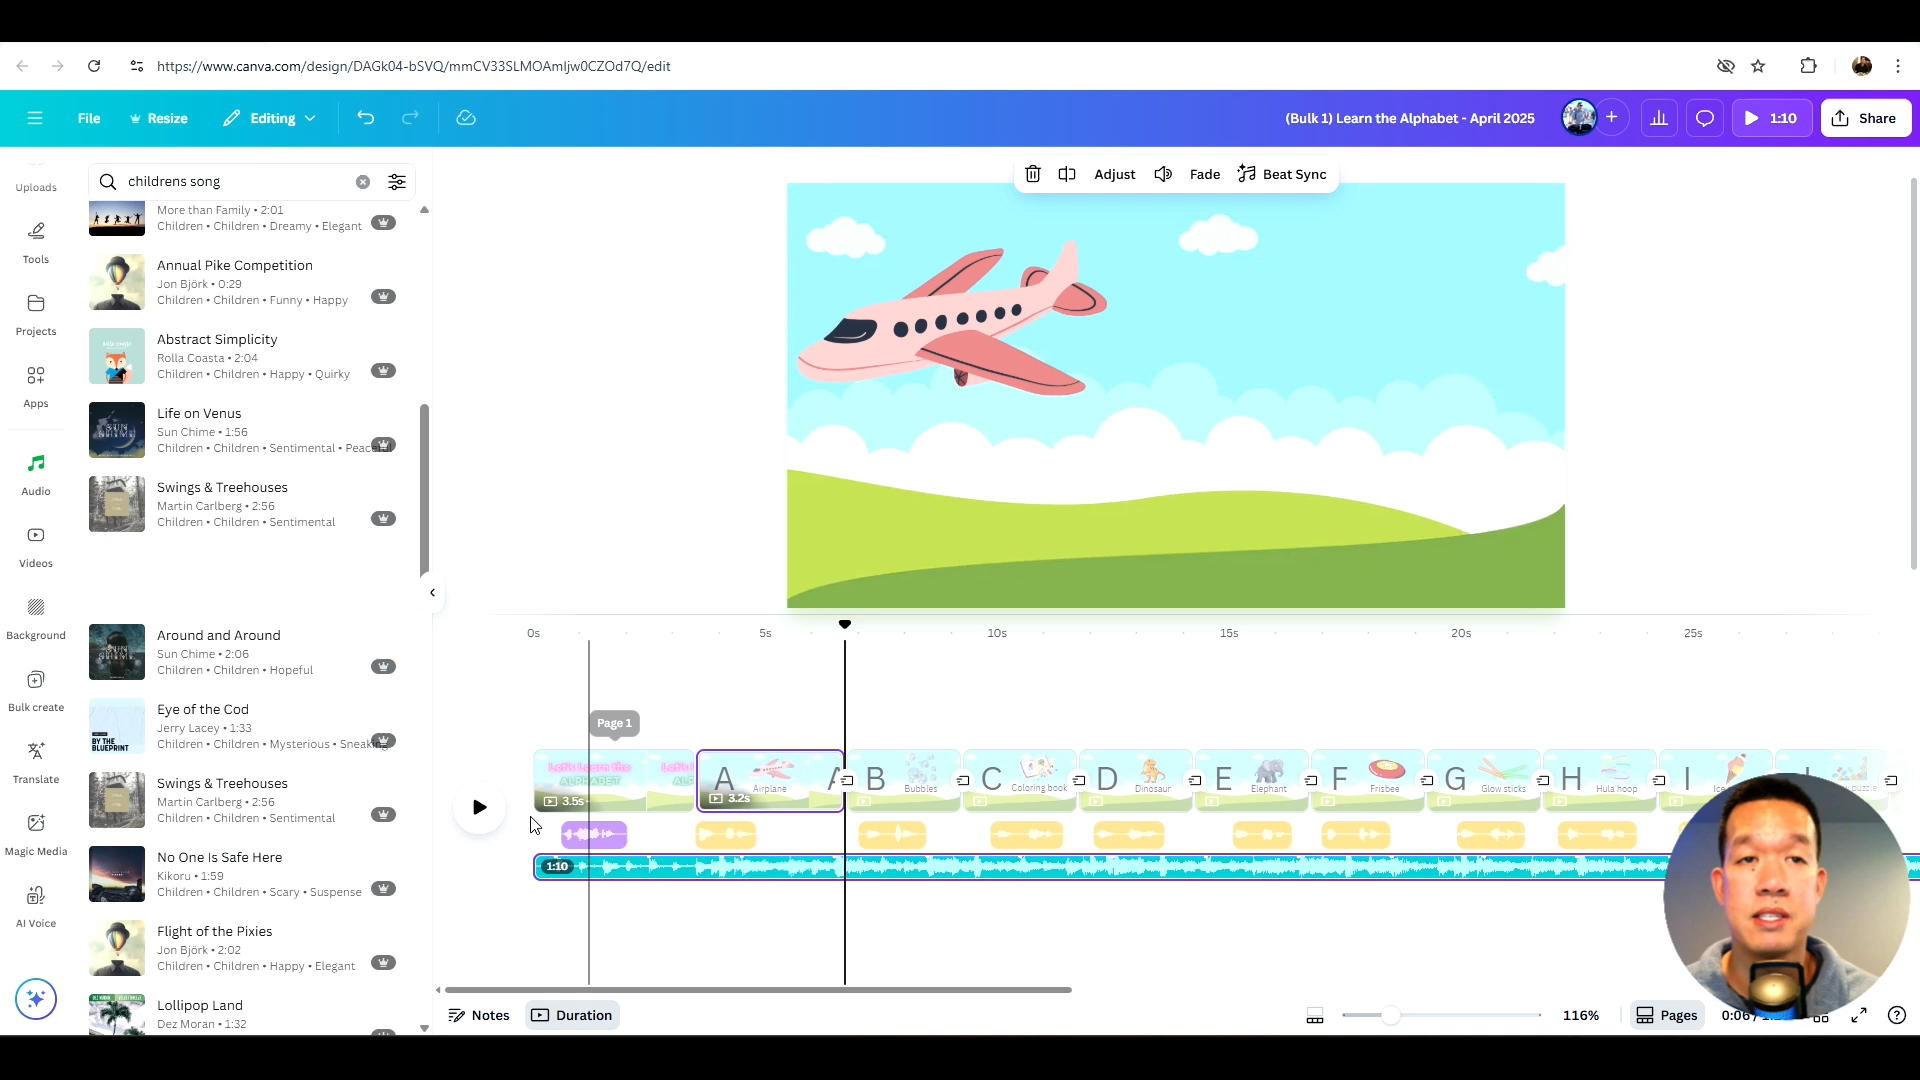 https://www.canva.com/design/DAGk04-bSVQ/mmCV33SLMOAmIjw0CZOd7Q/edit
File
Resize
Editing
(Bulk 1) Learn the Alphabet - April 2025
1:10
Share
Uploads
Tools
Projects
Apps
Audio
Videos
Background
Bulk create
Translate
Magic Media
AI Voice
childrens song
More than Family • 2:01
Children • Children • Dreamy • Elegant
Annual Pike Competition
Jon Björk • 0:29
Children • Children • Funny • Happy
Abstract Simplicity
Rolla Coasta • 2:04
Children • Children • Happy • Quirky
Life on Venus
Sun Chime • 1:56
Children • Children • Sentimental •
Swings & Treehouses
Martin Carlberg • 2:56
Children • Children • Sentimental
Around and Around
Sun Chime • 2:06
Children • Children • Hopeful
Eye of the Cod
Jerry Lacey • 1:33
Children • Children • Mysterious •
BY THE
BLUEPRINT
Swings & Treehouses
Martin Carlberg • 2:56
Children • Children • Sentimental
No One Is Safe Here
Kikoru • 1:59
Children • Children • Scary • Suspense
Flight of the Pixies
Jon Björk • 2:02
Children • Children • Happy • Elegant
Lollipop Land
Dez Moran • 1:32
Adjust
Fade
Beat Sync
0s
5s
10s
15s
20s
25s
Page 1
Let's Learn the
ALPHABET
3.5s
A
Airplane
3.2s
B
Bubbles
C
Coloring book
D
Dinosaur
E
Elephant
F
Frisbee
G
Glow sticks
H
Hula hoop
I
1:10
Notes
Duration
116%
Pages
0:06 /